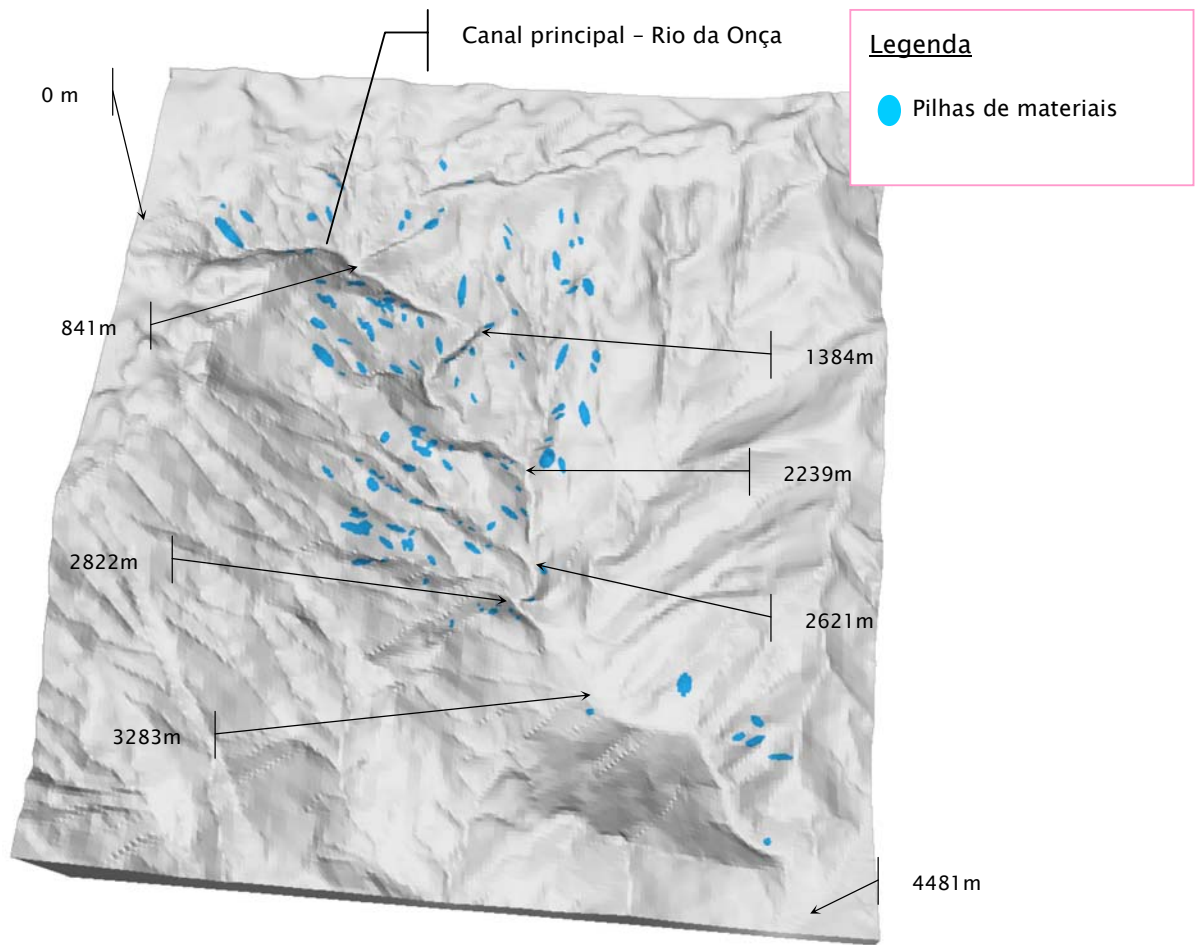 Canal principal – Rio da Onça
Legenda
Pilhas de materiais
0 m
841m
1384m
2239m
2822m
2621m
3283m
4481m